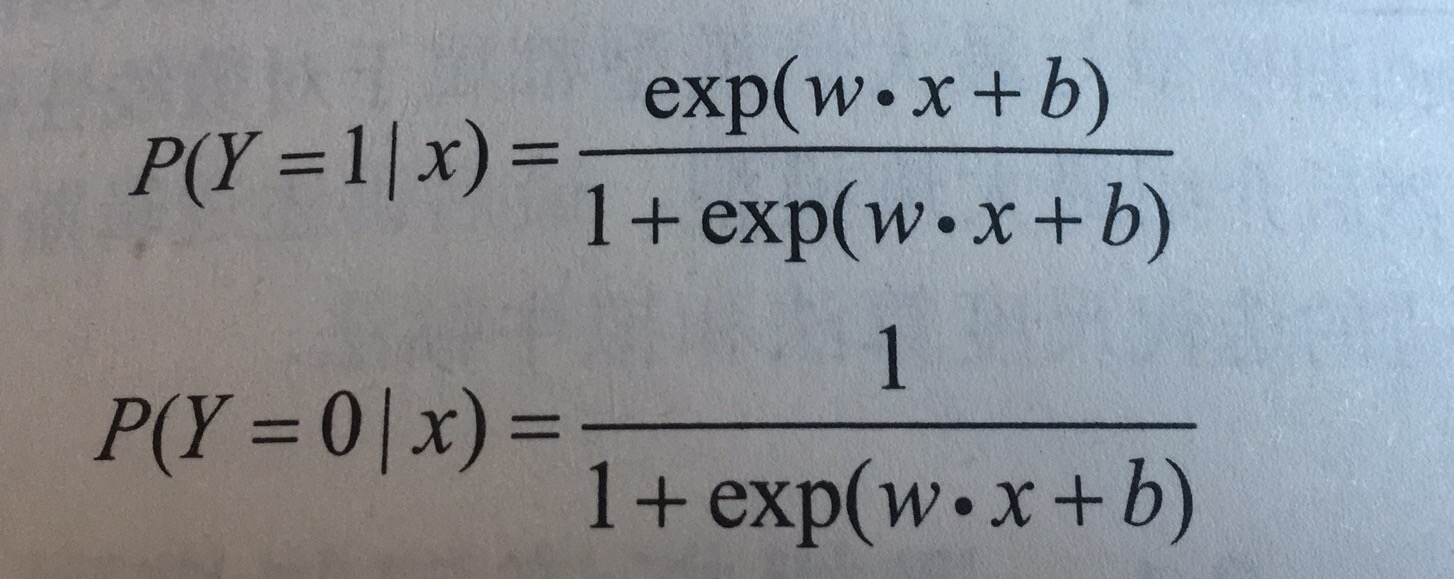 P(Y = 1 | x) = exp(w • x + b) / 1 + exp(w • x + b)
P(Y = 0 | x) = 1 / 1 + exp(w • x + b)